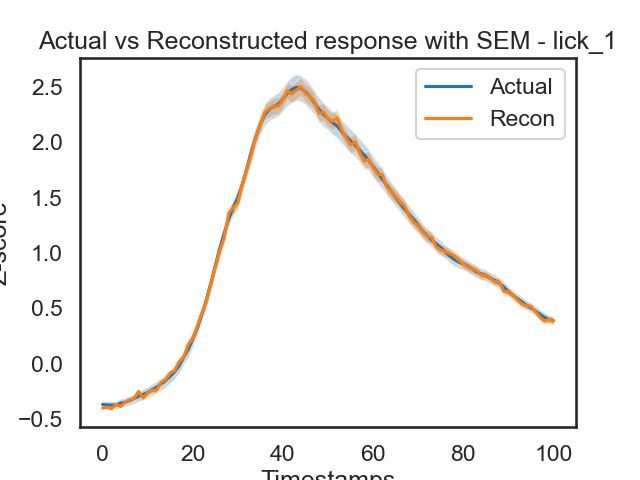 Actual vs Reconstructed response with SEM - lick_1
Actual
Recon
2.5
2.0
1.5
1.0
0.5
0.0
−0.5
Z-score
0
20
40
60
80
100
Timestamps